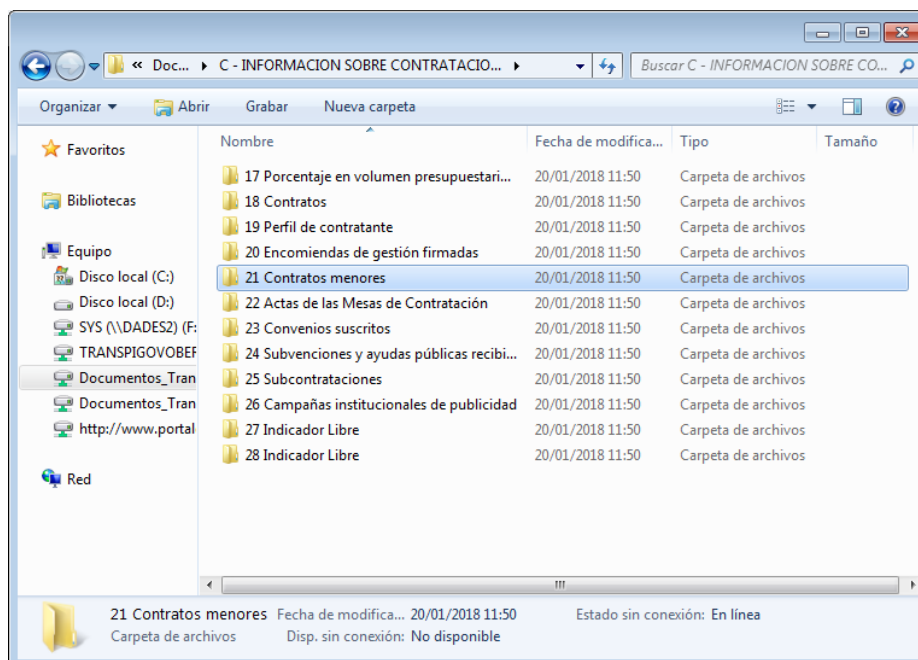 « Doc... ▸ C - INFORMACION SOBRE CONTRATACIO... ▸ Buscar C - INFORMACION SOBRE CO...
Organizar Abrir Grabar Nueva carpeta
Favoritos
Bibliotecas
Equipo
Disco local (C:)
Disco local (D:)
SYS (\\DADES2) (F:
TRANSPIGOVOBEF
Documentos_Tran
Documentos_Tran
http://www.portal
Red
Nombre Fecha de modifica... Tipo Tamaño
17 Porcentaje en volumen presupuestari... 20/01/2018 11:50 Carpeta de archivos
18 Contratos 20/01/2018 11:50 Carpeta de archivos
19 Perfil de contratante 20/01/2018 11:50 Carpeta de archivos
20 Encomiendas de gestión firmadas 20/01/2018 11:50 Carpeta de archivos
21 Contratos menores 20/01/2018 11:50 Carpeta de archivos
22 Actas de las Mesas de Contratación 20/01/2018 11:50 Carpeta de archivos
23 Convenios suscritos 20/01/2018 11:50 Carpeta de archivos
24 Subvenciones y ayudas públicas recibi... 20/01/2018 11:50 Carpeta de archivos
25 Subcontrataciones 20/01/2018 11:50 Carpeta de archivos
26 Campañas institucionales de publicidad 20/01/2018 11:50 Carpeta de archivos
27 Indicador Libre 20/01/2018 11:50 Carpeta de archivos
28 Indicador Libre 20/01/2018 11:50 Carpeta de archivos
21 Contratos menores Fecha de modifica... 20/01/2018 11:50 Estado sin conexión: En línea
Carpeta de archivos Disp. sin conexión: No disponible